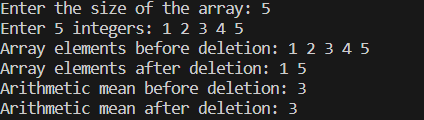 Enter the size of the array: 5
Enter 5 integers: 1 2 3 4 5
Array elements before deletion: 1 2 3 4 5
Array elements after deletion: 1 5
Arithmetic mean before deletion: 3
Arithmetic mean after deletion: 3